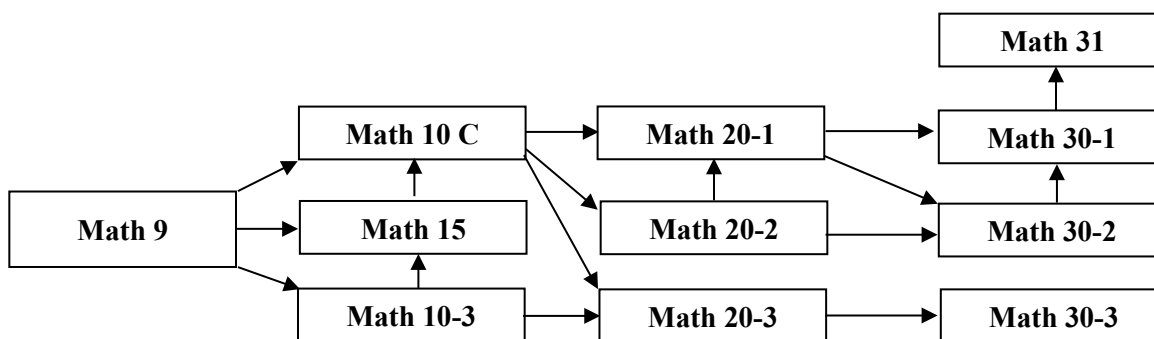 Math 31
Math 10 C
Math 20-1
Math 30-1
Math 9
Math 15
Math 20-2
Math 30-2
Math 10-3
Math 20-3
Math 30-3